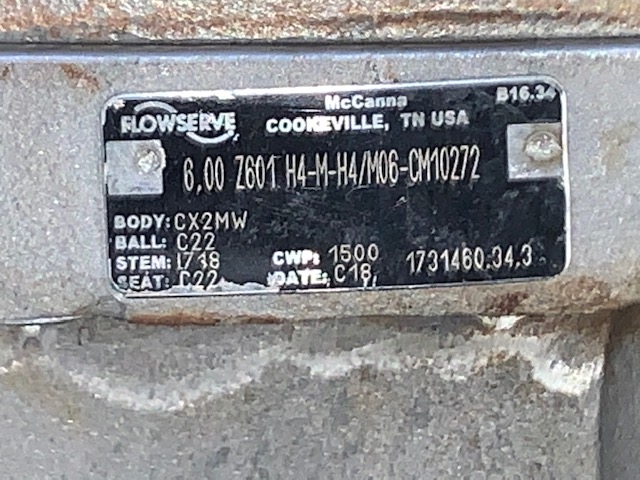 FLOWSERVE
McCanna
B16.34
COOKEVILLE, TN USA
6,00 Z601 H4-M-H4/M06-CM10272
BODY: CX2MW
BALL: C22
STEM: I718
CWP: 1500
1731460.34.3
SEAT: C22
DATE: C18